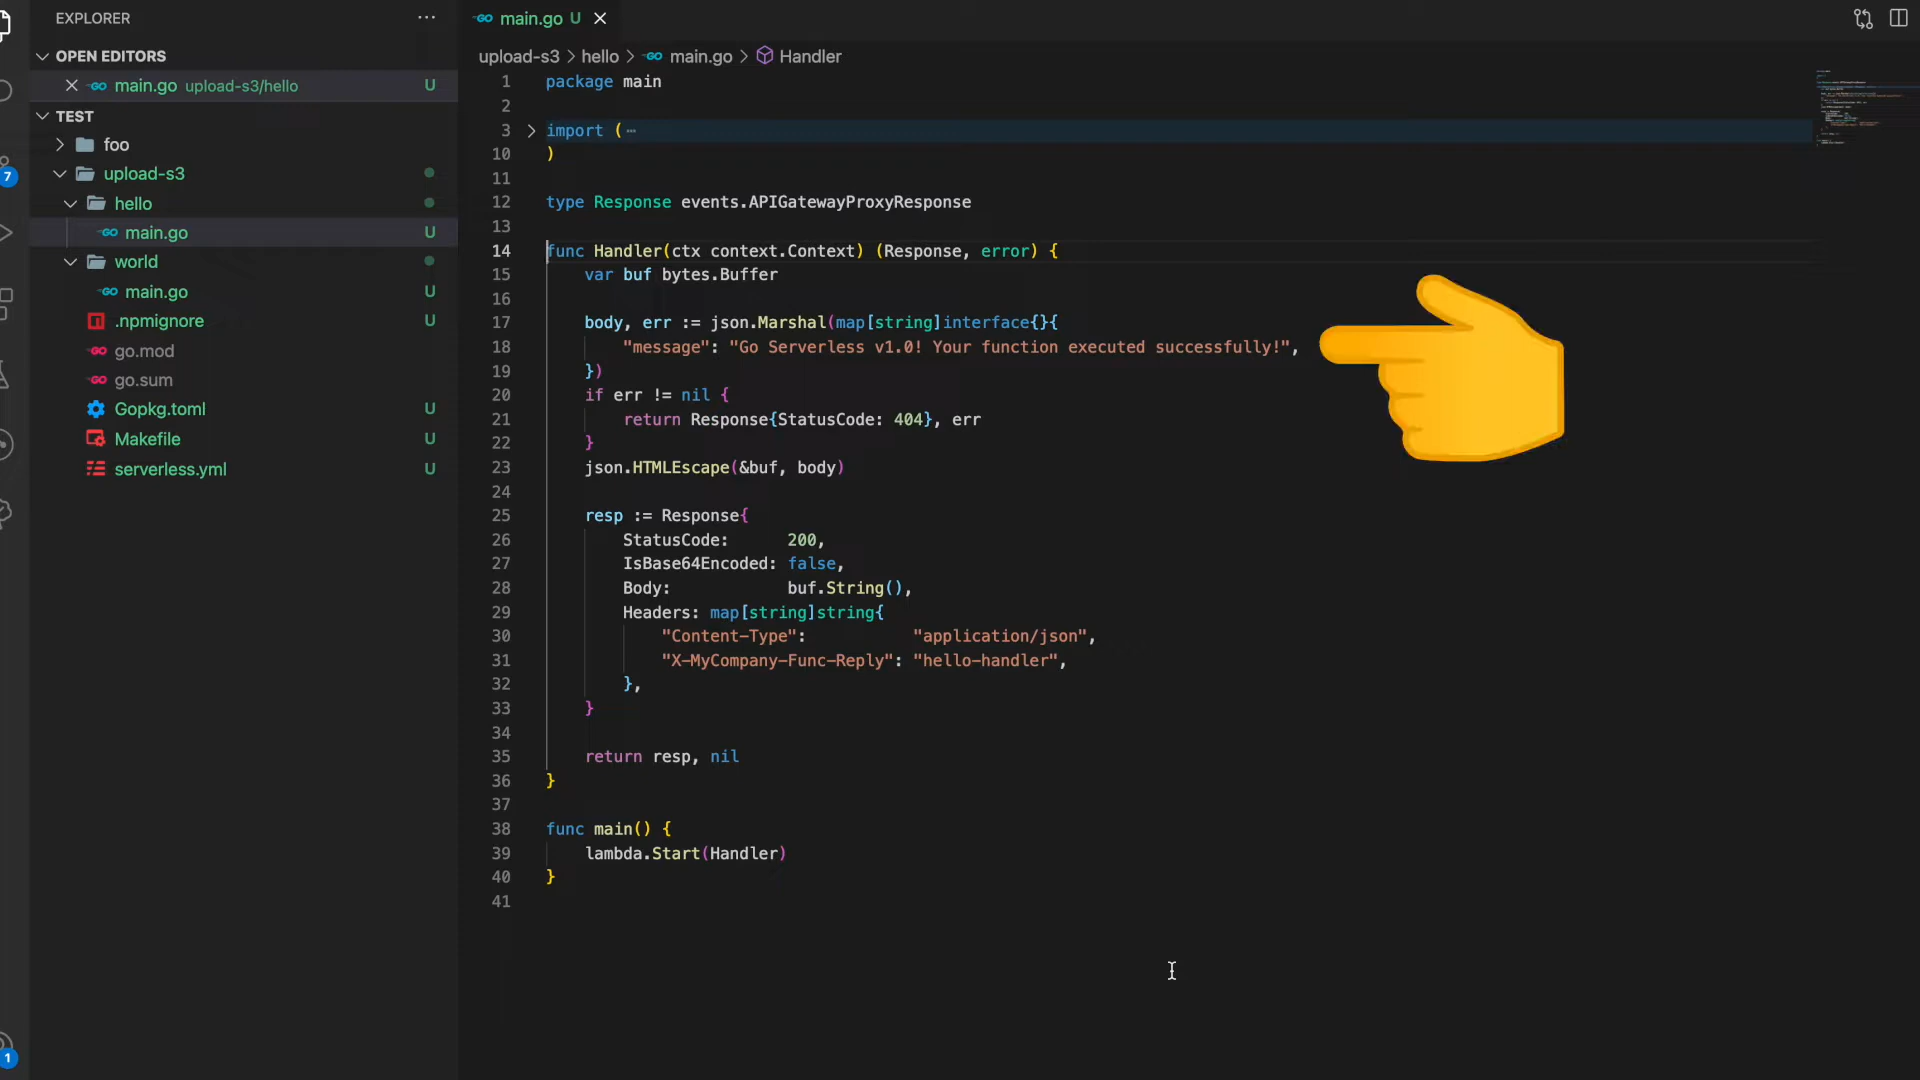 EXPLORER
OPEN EDITORS
main.go upload-s3/hello U
TEST
foo
upload-s3
hello
main.go U
world
main.go U
.npmignore U
go.mod
go.sum
Gopkg.toml U
Makefile U
serverless.yml U
7
1
main.go U
upload-s3 > hello > main.go > Handler
1 package main
2
3 import (
10 )
11
12 type Response events.APIGatewayProxyResponse
13
14 func Handler(ctx context.Context) (Response, error) {
15 var buf bytes.Buffer
16
17 body, err := json.Marshal(map[string]interface{}{
18 "message": "Go Serverless v1.0! Your function executed successfully!",
19 })
20 if err != nil {
21 return Response{StatusCode: 404}, err
22 }
23 json.HTMLEscape(&buf, body)
24
25 resp := Response{
26 StatusCode: 200,
27 IsBase64Encoded: false,
28 Body: buf.String(),
29 Headers: map[string]string{
30 "Content-Type": "application/json",
31 "X-MyCompany-Func-Reply": "hello-handler",
32 },
33 }
34
35 return resp, nil
36 }
37
38 func main() {
39 lambda.Start(Handler)
40 }
41